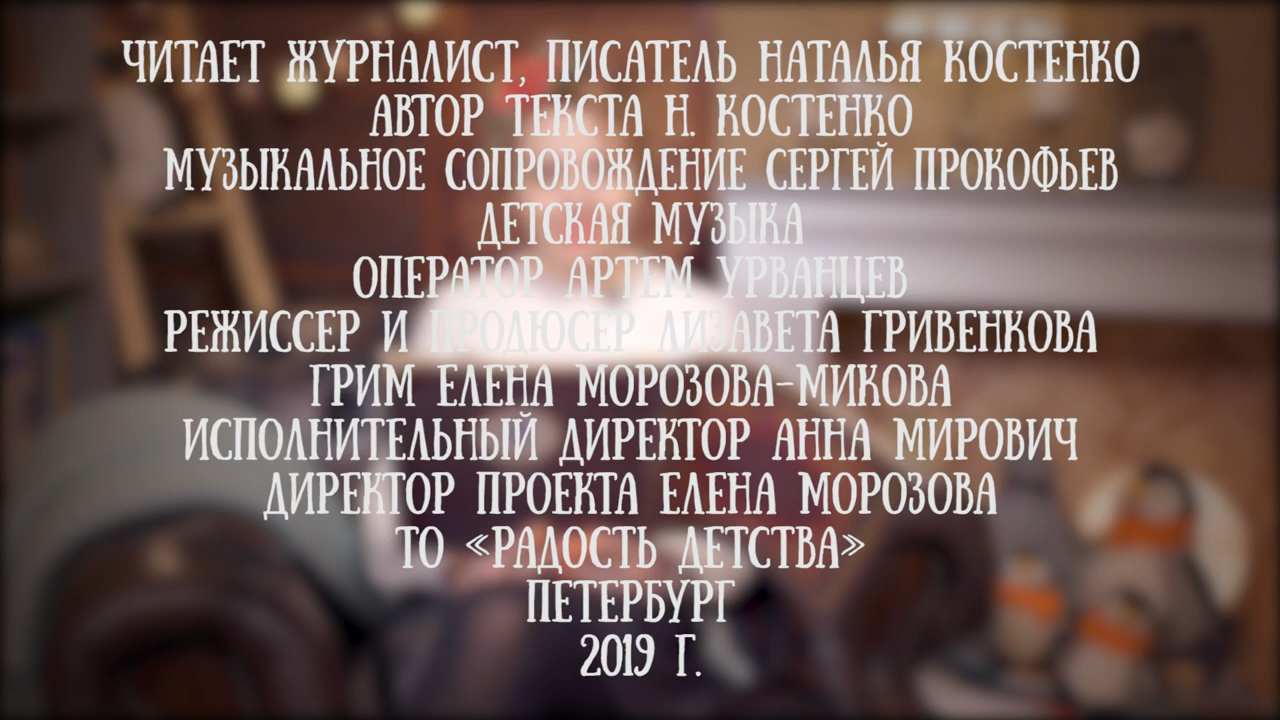 ЧИТАЕТ ЖУРНАЛИСТ, ПИСАТЕЛЬ НАТАЛЬЯ КОСТЕНКО
АВТОР ТЕКСТА Н. КОСТЕНКО
МУЗЫКАЛЬНОЕ СОПРОВОЖДЕНИЕ СЕРГЕЙ ПРОКОФЬЕВ
ДЕТСКАЯ МУЗЫКА
ОПЕРАТОР АРТЕМ УРВАНЦЕВ
РЕЖИССЕР И ПРОДЮСЕР ЛИЗАВЕТА ГРИВЕНКОВА
ГРИМ ЕЛЕНА МОРОЗОВА-МИКОВА
ИСПОЛНИТЕЛЬНЫЙ ДИРЕКТОР АННА МИРОВИЧ
ДИРЕКТОР ПРОЕКТА ЕЛЕНА МОРОЗОВА
ТО «РАДОСТЬ ДЕТСТВА»
ПЕТЕРБУРГ
2019 Г.